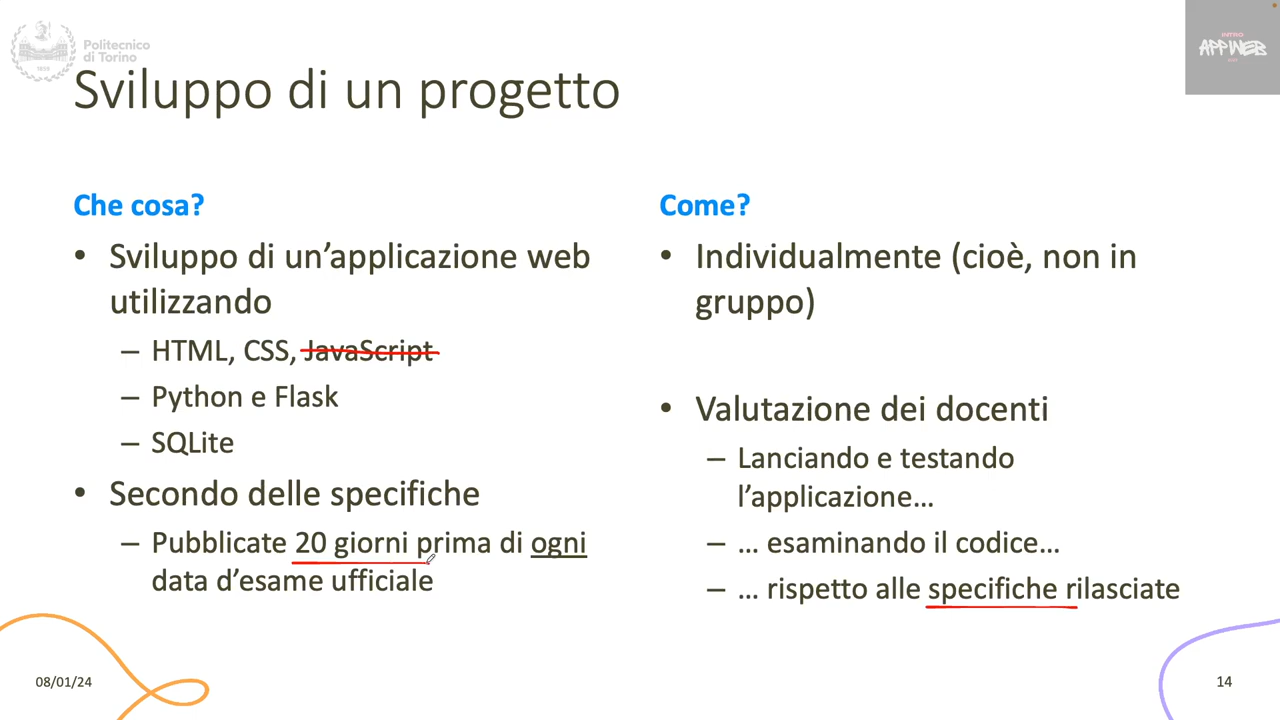 Politecnico
di Torino
INTRO
APPWEB
Sviluppo di un progetto
Che cosa?
• Sviluppo di un’applicazione web
utilizzando
– HTML, CSS, JavaScript
– Python e Flask
– SQLite
• Secondo delle specifiche
– Pubblicate 20 giorni prima di ogni
data d’esame ufficiale
Come?
• Individualmente (cioè, non in
gruppo)
• Valutazione dei docenti
– Lanciando e testando
l’applicazione…
– … esaminando il codice…
– … rispetto alle specifiche rilasciate
08/01/24
14